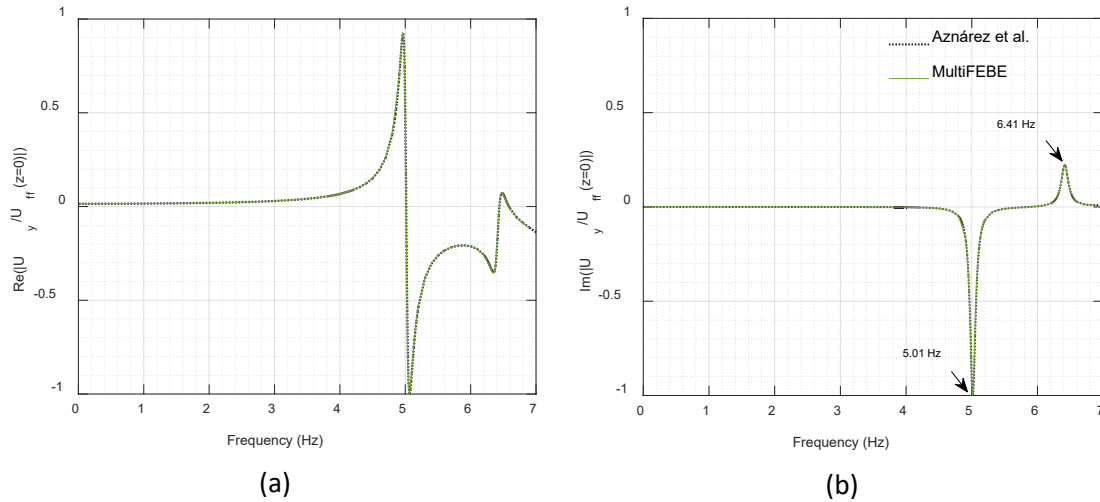 1
0.5
0
-0.5
-1
Re(|U y /U ff (z=0)|)
0 1 2 3 4 5 6 7
Frequency (Hz)
(a)
1
0.5
0
-0.5
-1
Im(|U y /U ff (z=0)|)
Aznárez et al.
MultiFEBE
6.41 Hz
5.01 Hz
0 1 2 3 4 5 6 7
Frequency (Hz)
(b)